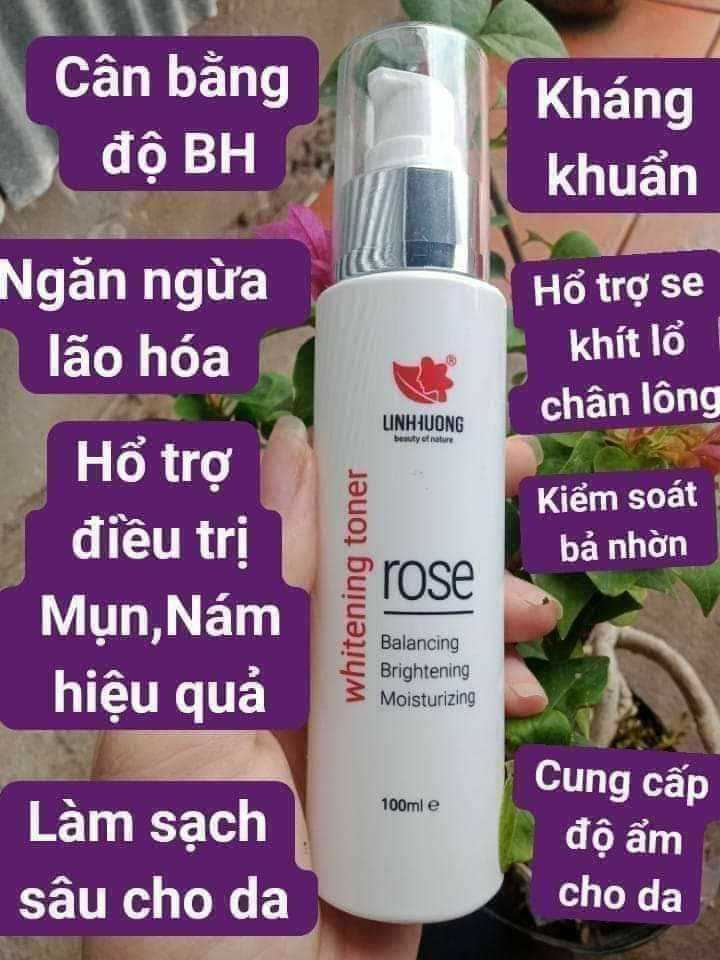 Cân bằng
độ BH
Kháng
khuẩn
Ngăn ngừa
lão hóa
Hổ trợ se
khít lổ
chân lông
Hổ trợ
điều trị
Mụn,Nám
hiệu quả
Kiểm soát
bả nhờn
Làm sạch
sâu cho da
Cung cấp
độ ẩm
cho da
®
LINH HUONG
beauty of nature
whitening toner
rose
Balancing
Brightening
Moisturizing
100ml e